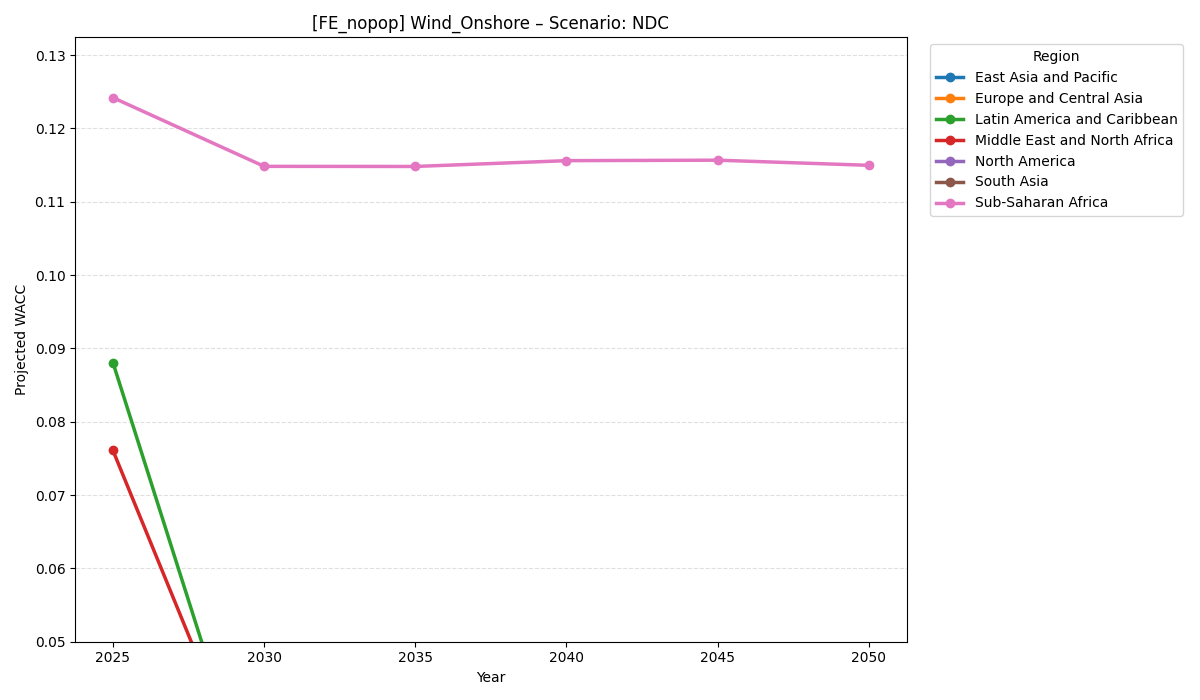 [FE_nopop] Wind_Onshore – Scenario: NDC
Projected WACC
0.13
0.12
0.11
0.10
0.09
0.08
0.07
0.06
0.05
2025
2030
2035
2040
2045
2050
Year
Region
East Asia and Pacific
Europe and Central Asia
Latin America and Caribbean
Middle East and North Africa
North America
South Asia
Sub-Saharan Africa